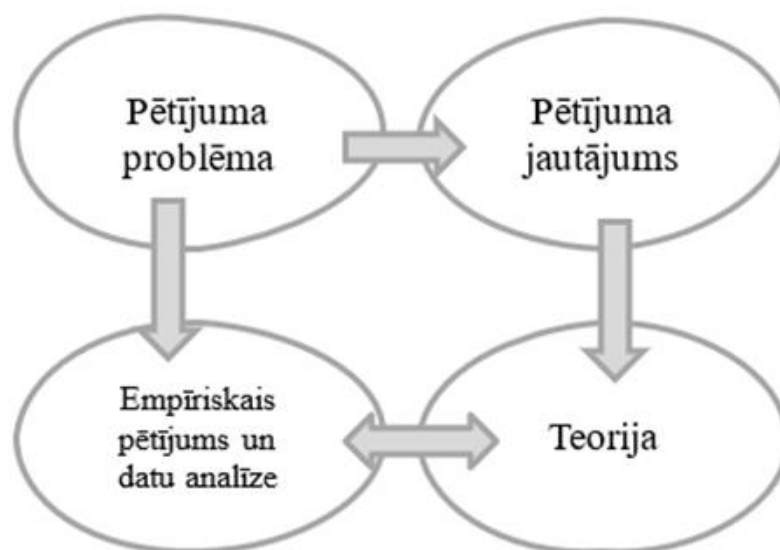 Pētījuma
problēma
Pētījuma
jautājums
Empīriskais
pētījums un
datu analīze
Teorija